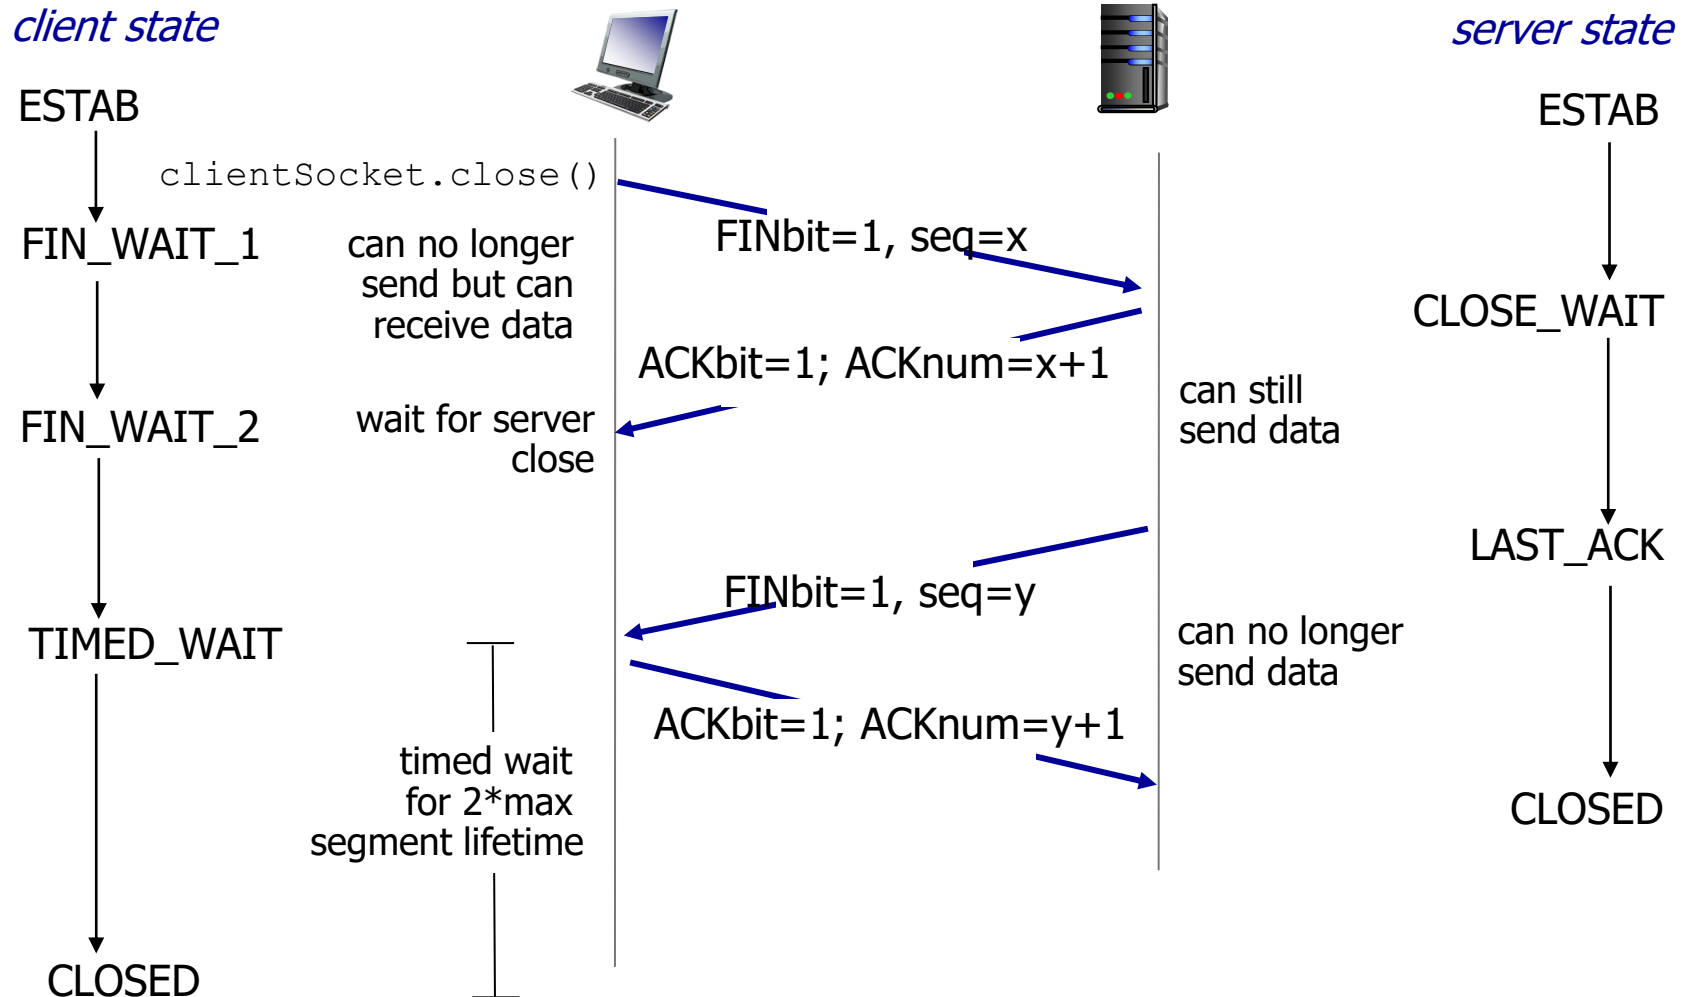 client state
server state
ESTAB
ESTAB
clientSocket.close()
FIN_WAIT_1
can no longer
send but can
receive data
FINbit=1, seq=x
CLOSE_WAIT
ACKbit=1; ACKnum=x+1
can still
send data
FIN_WAIT_2
wait for server
close
LAST_ACK
FINbit=1, seq=y
can no longer
send data
TIMED_WAIT
ACKbit=1; ACKnum=y+1
timed wait
for 2*max
segment lifetime
CLOSED
CLOSED